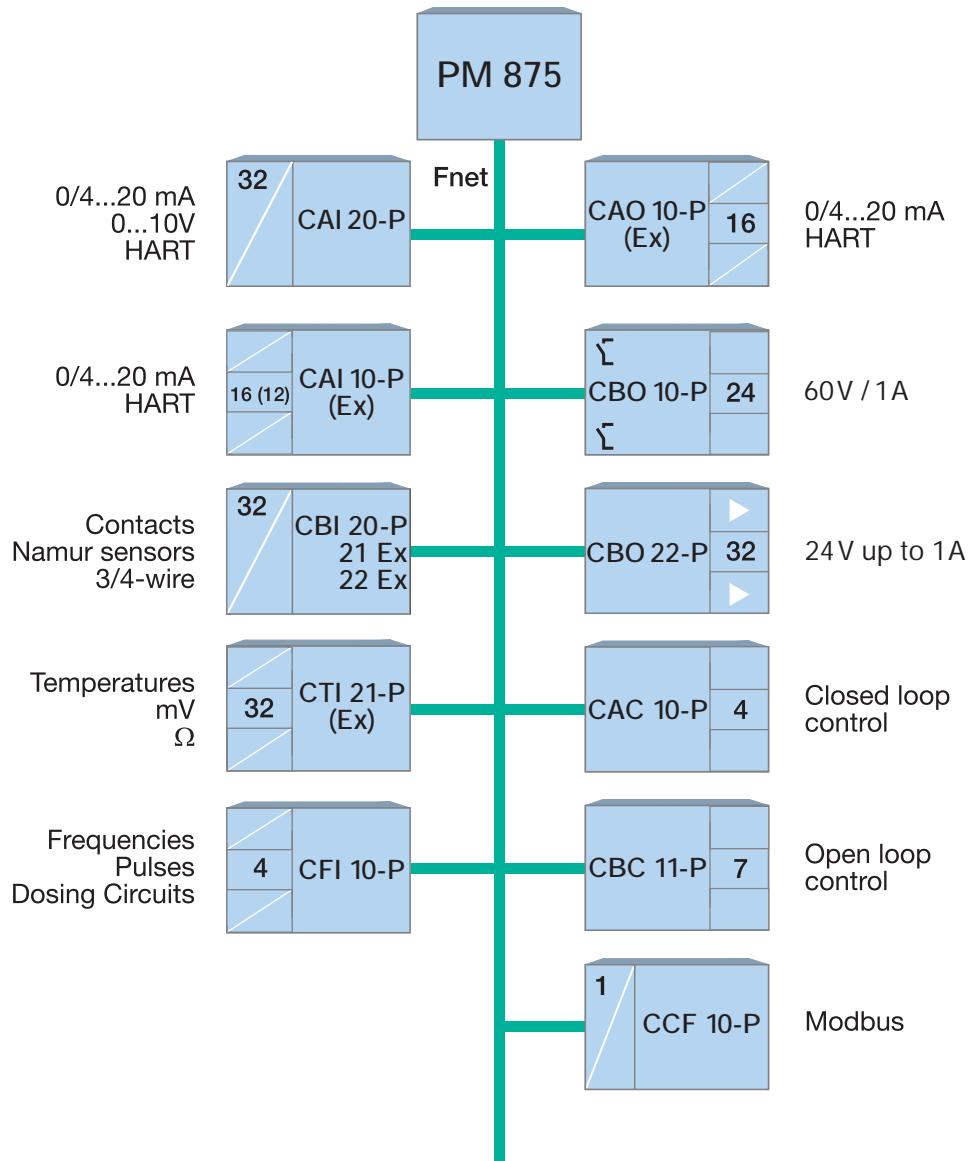 PM 875
Fnet
0/4...20 mA
0...10V
HART
32
CAI 20-P
CAO 10-P
(Ex)
16
0/4...20 mA
HART
0/4...20 mA
HART
16 (12)
CAI 10-P
(Ex)
CBO 10-P
24
60V / 1A
Contacts
Namur sensors
3/4-wire
32
CBI 20-P
21 Ex
22 Ex
CBO 22-P
32
24V up to 1A
Temperatures
mV
Ω
32
CTI 21-P
(Ex)
CAC 10-P
4
Closed loop
control
Frequencies
Pulses
Dosing Circuits
4
CFI 10-P
CBC 11-P
7
Open loop
control
1
CCF 10-P
Modbus